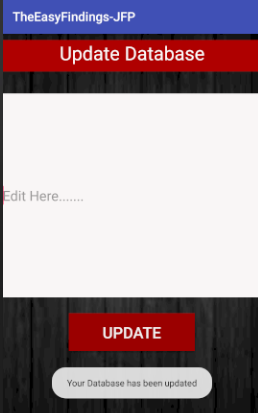 TheEasyFindings-JFP
Update Database
Edit Here.......
UPDATE
Your Database has been updated